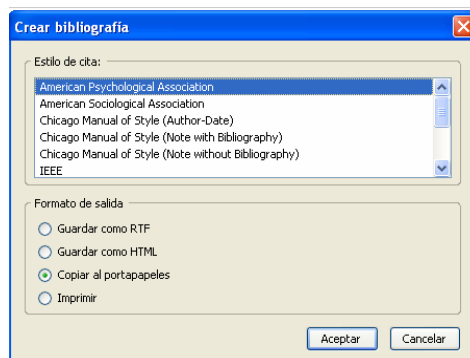 Crear bibliografía
Estilo de cita:
American Psychological Association
American Sociological Association
Chicago Manual of Style (Author-Date)
Chicago Manual of Style (Note with Bibliography)
Chicago Manual of Style (Note without Bibliography)
IEEE
Formato de salida
Guardar como RTF
Guardar como HTML
Copiar al portapapeles
Imprimir
Aceptar
Cancelar